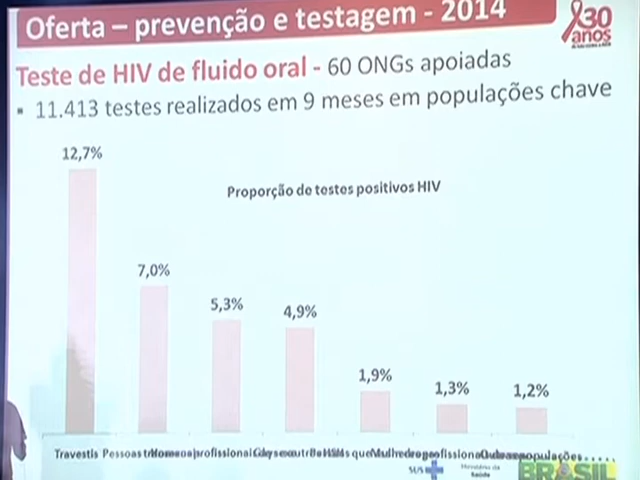 Oferta – prevenção e testagem - 2014
30
anos
Teste de HIV de fluido oral - 60 ONGs apoiadas
▪ 11.413 testes realizados em 9 meses em populações chave
Proporção de testes positivos HIV
12,7%
7,0%
5,3%
4,9%
1,9%
1,3%
1,2%
Travestis Pessoas
SUS
Ministério da
Saúde
BRASIL